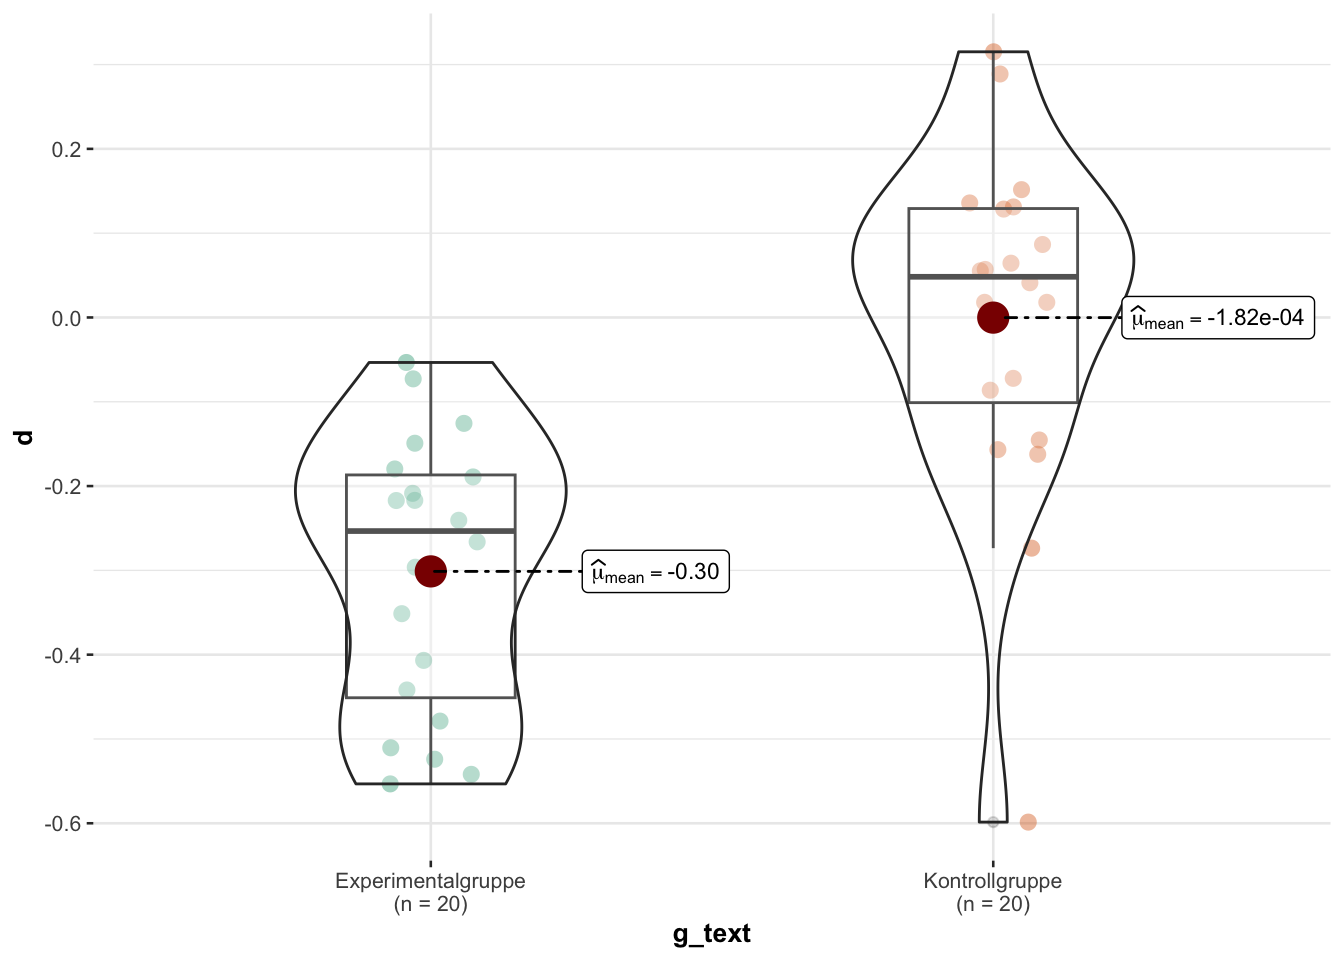 0.2
0.0
-0.2
-0.4
-0.6
d
μ̂mean = -1.82e-04
μ̂mean = -0.30
Experimentalgruppe
(n = 20)
Kontrollgruppe
(n = 20)
g_text